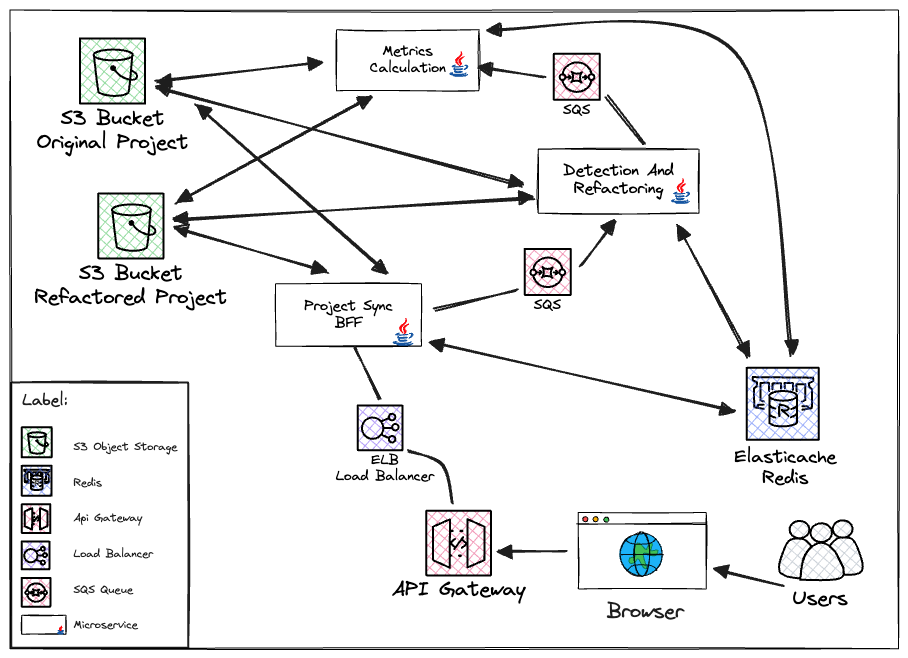 Metrics
Calculation
S3 Bucket
Original Project
SQS
Detection And
Refactoring
S3 Bucket
Refactored Project
SQS
Project Sync
BFF
ELB
Load Balancer
Elasticache
Redis
R
API Gateway
</>
Browser
Users
Label:
S3 Object Storage
Redis
Api Gateway
Load Balancer
SQS Queue
Microservice